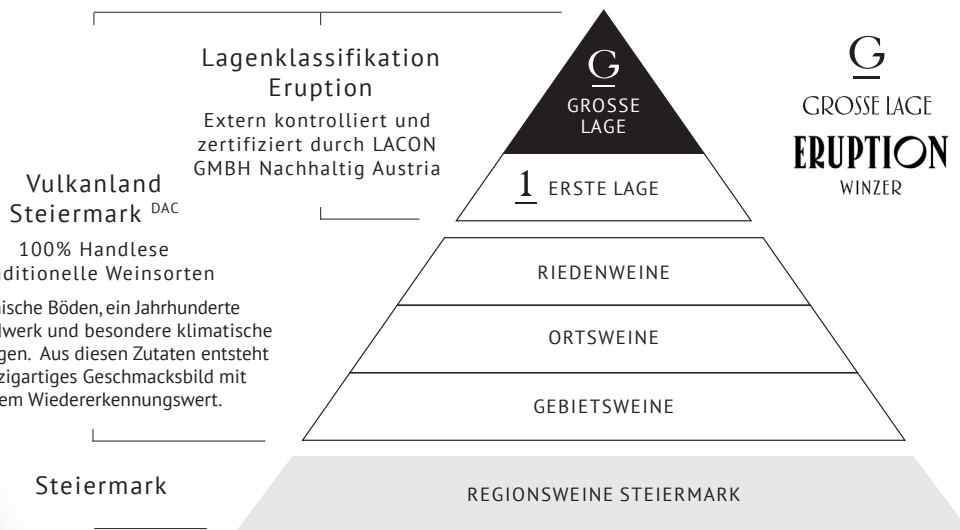 Lagenklassifikation
Eruption
Extern kontrolliert und
zertifiziert durch LACON
GMBH Nachhaltig Austria
Vulkanland
Steiermark DAC
100% Handlese
Weinsorten
Böden, ein Jahrhunderte
und besondere klimatische
Aus diesen Zutaten entsteht
Geschmacksbild mit
Wiedererkennungswert.
Steiermark
G
GROSSE
LAGE
1 ERSTE LAGE
RIEDENWEINE
ORTSWEINE
GEBIETSWEINE
REGIONSWEINE STEIERMARK
G
GROSSE LAGE
ERUPTION
WINZER